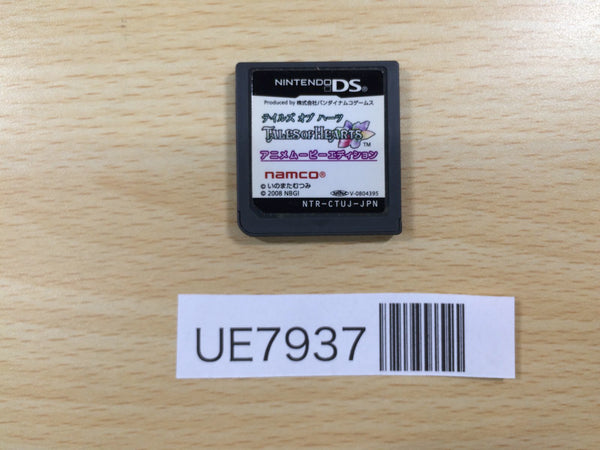 NINTENDO DS®
Produced by 株式会社バンダイナムコゲームス
テイルズ オブ ハーツ
TALES OF HEARTS™
アニメムービーエディション
namco®
© いのまたむつみ
© 2008 NBGI
V-0804395
NTR-CTUJ-JPN
UE7937